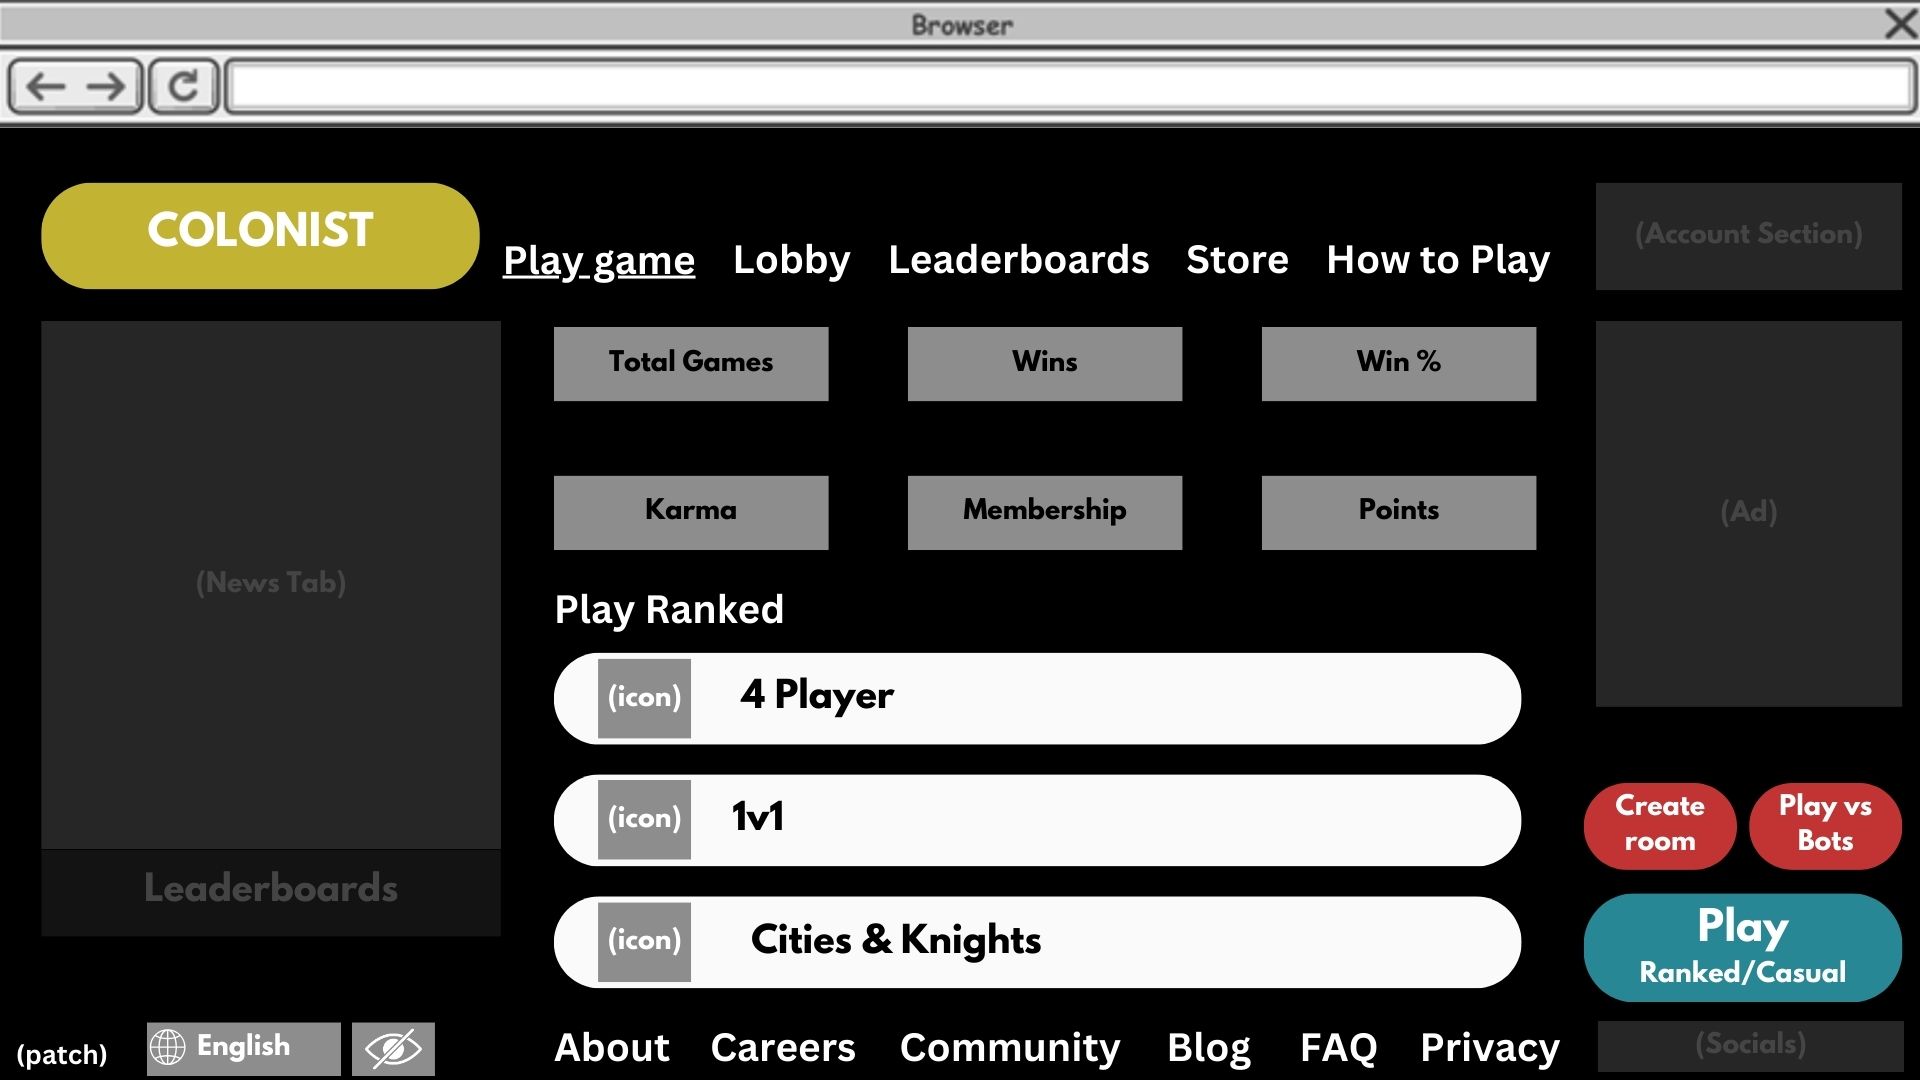 Browser
COLONIST
Play game
Lobby
Leaderboards
Store
How to Play
(Account Section)
Total Games
Wins
Win %
Karma
Membership
Points
(News Tab)
(Ad)
Play Ranked
(icon)
4 Player
(icon)
1v1
(icon)
Cities & Knights
Leaderboards
Create
room
Play vs
Bots
Play
Ranked/Casual
(patch)
English
About
Careers
Community
Blog
FAQ
Privacy
(Socials)